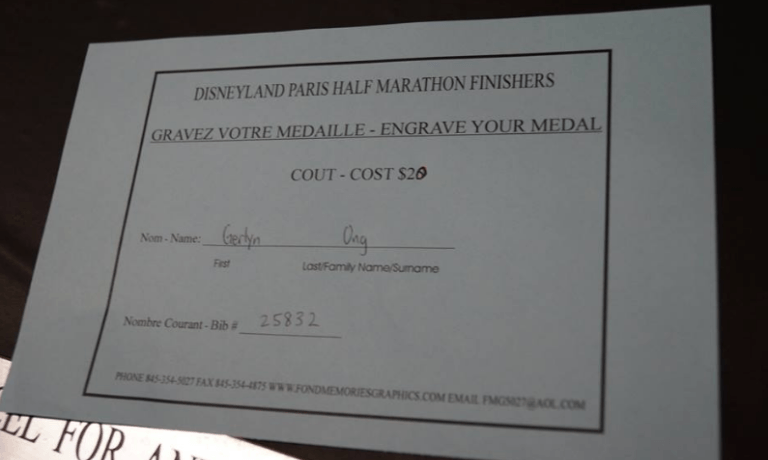 DISNEYLAND PARIS HALF MARATHON FINISHERS
GRAVEZ VOTRE MEDAILLE - ENGRAVE YOUR MEDAL
COUT - COST $20
Nom - Name: Gerlyn Ong
First Last/Family Name/Surname
Nombre Courant - Bib # 25832
PHONE 845-354-5027 FAX 845-354-4875 WWW.FONDMEMORIESGRAPHICS.COM EMAIL FMG5027@AOL.COM
FOR